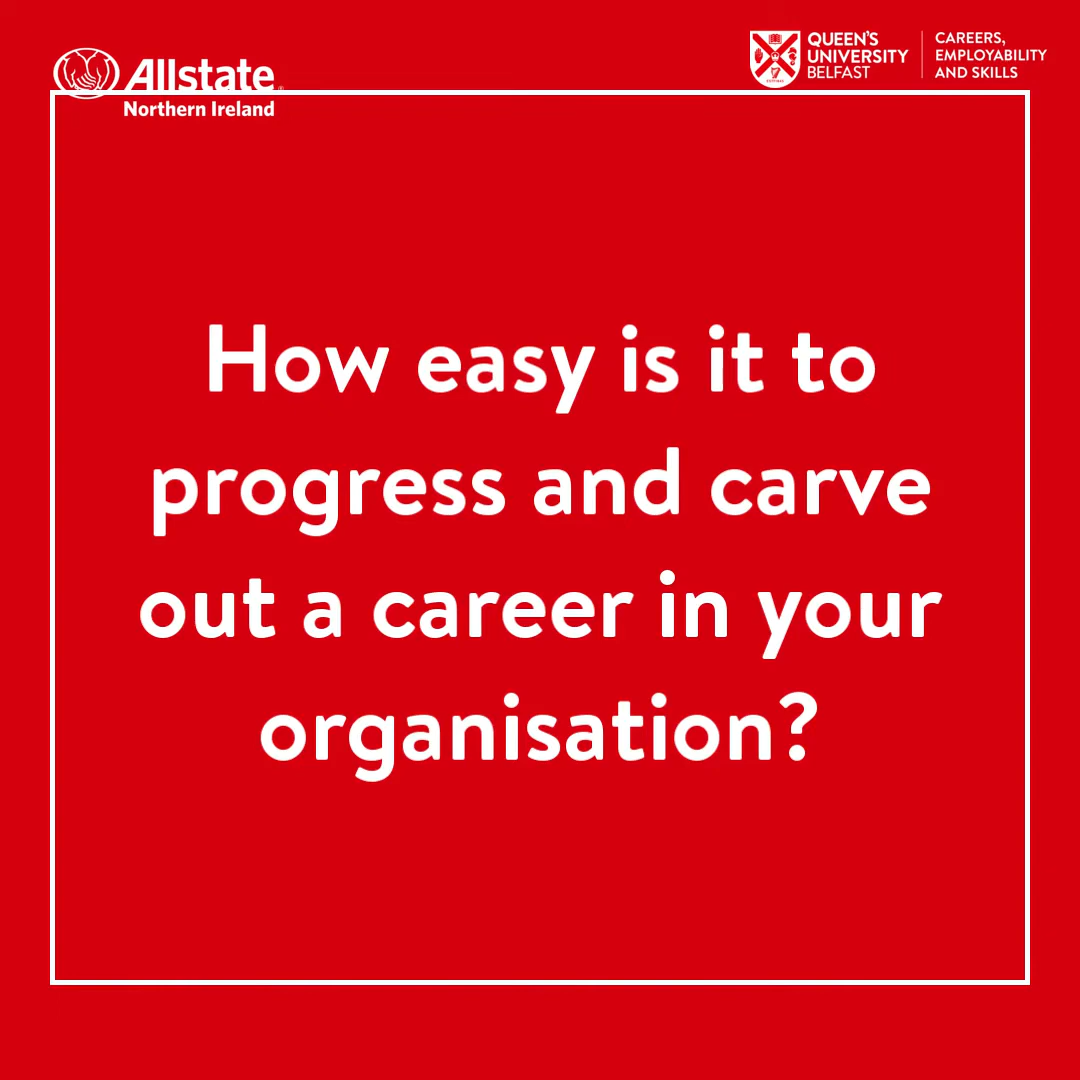 Allstate
Northern Ireland
QUEEN'S
UNIVERSITY
BELFAST
CAREERS,
EMPLOYABILITY
AND SKILLS
How easy is it to
progress and carve
out a career in your
organisation?